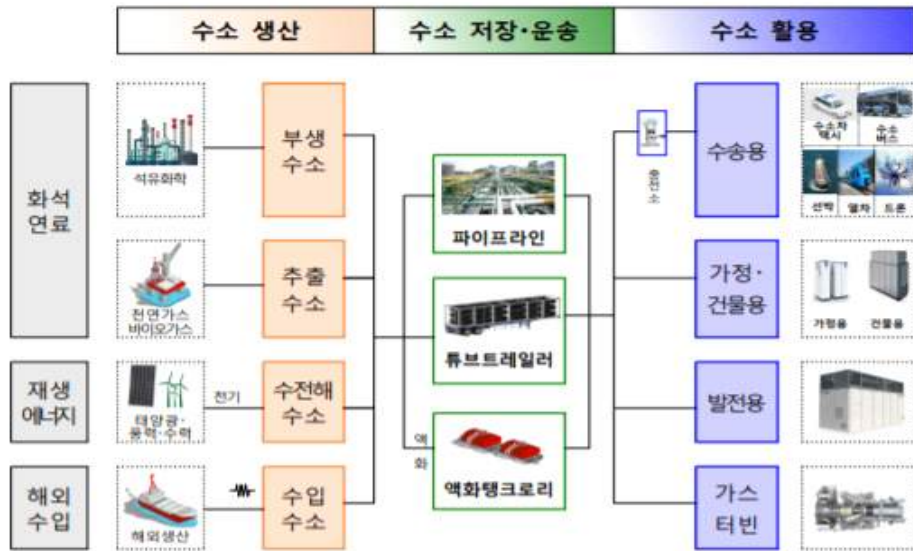 수소 생산
수소 저장·운송
수소 활용
화석
연료
석유화학
부생
수소
천연가스
바이오가스
추출
수소
재생
에너지
태양광·
풍력·수력
전기
수전해
수소
해외
수입
해외생산
수입
수소
파이프라인
튜브트레일러
액
화
액화탱크로리
충전
소
수송용
수소차
택시
수소
버스
선박
열차
드론
가정·
건물용
가정용
건물용
발전용
가스
터빈